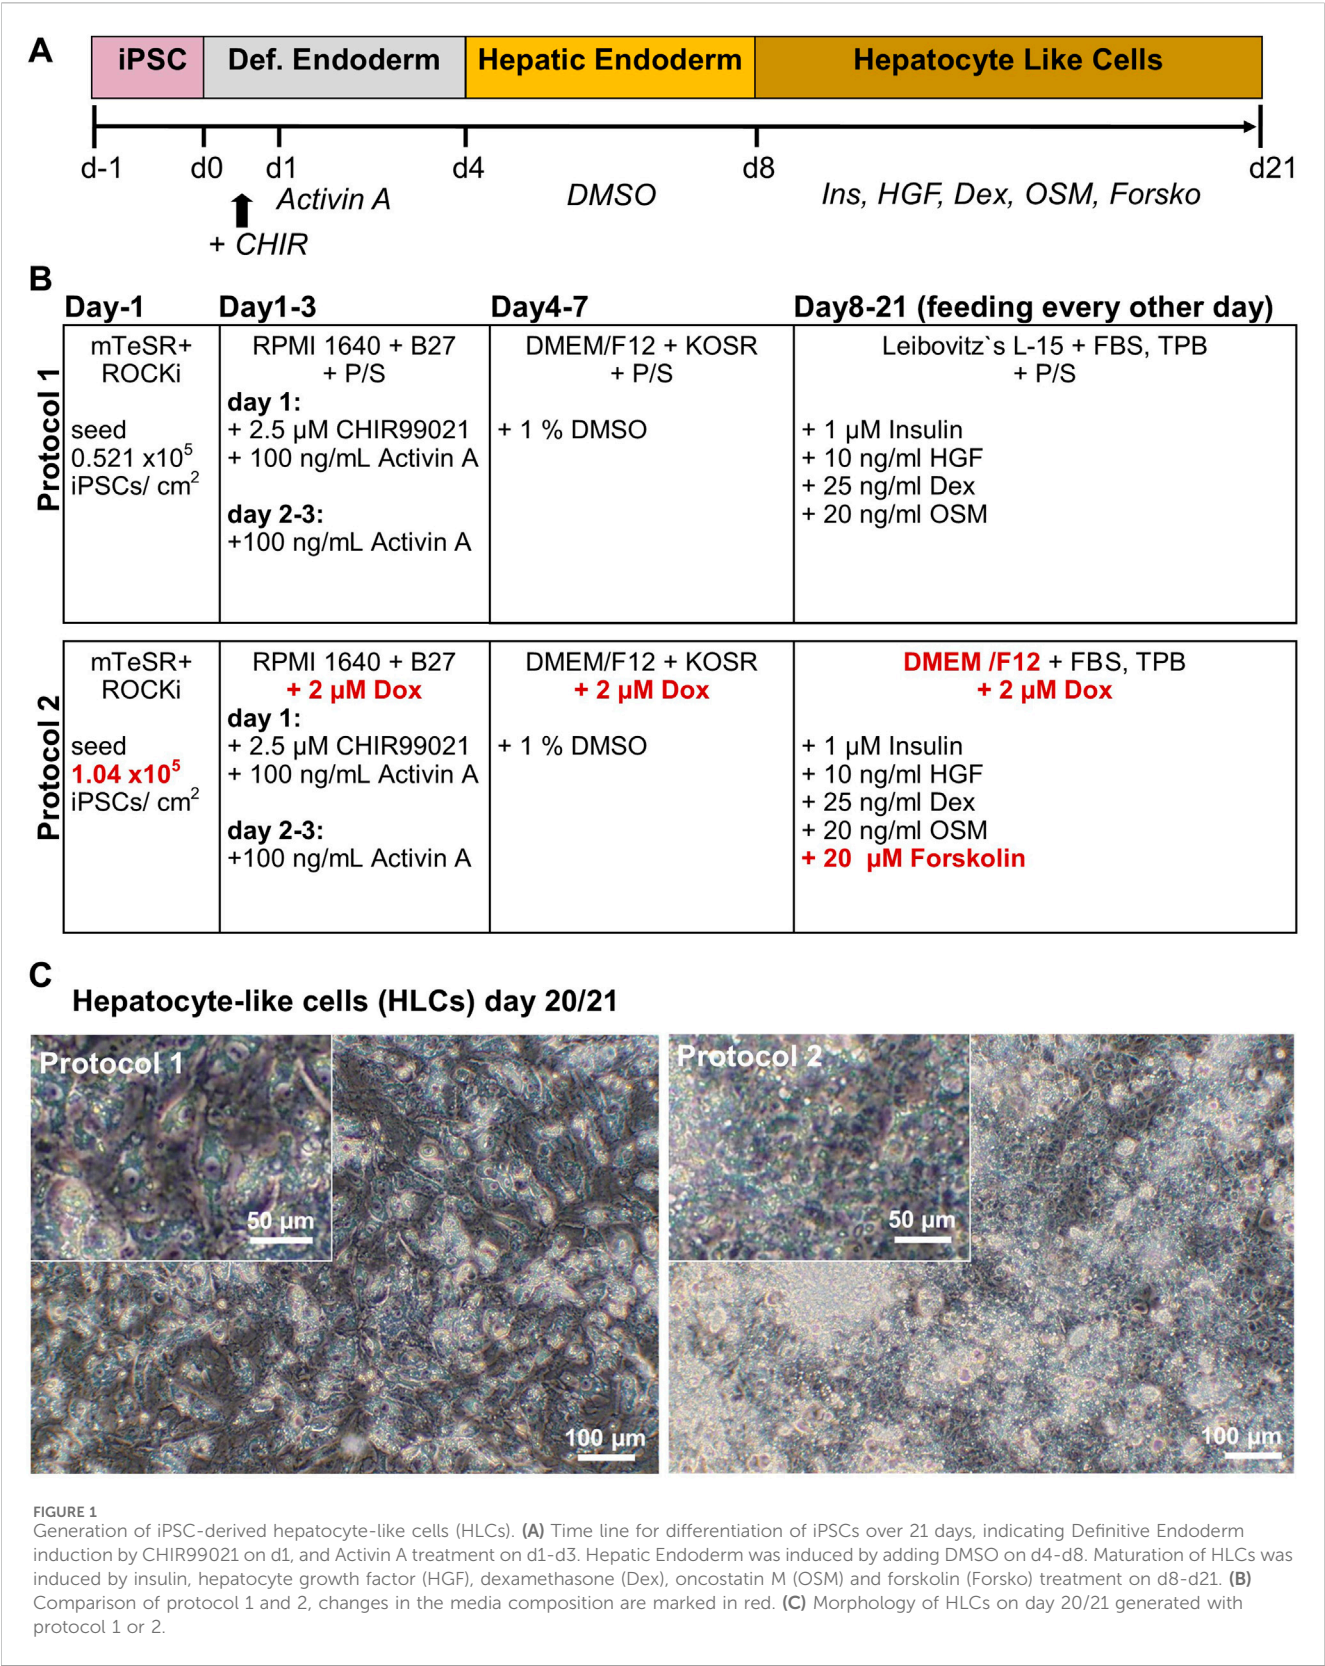 A
iPSC
Def. Endoderm
Hepatic Endoderm
Hepatocyte Like Cells
d-1
d0
d1
d4
d8
d21
Activin A
DMSO
Ins, HGF, Dex, OSM, Forsko
+ CHIR
B
Day-1
Day1-3
Day4-7
Day8-21 (feeding every other day)
Protocol 1
mTeSR+
ROCKi
seed
0.521 x10⁵
iPSCs/ cm²
RPMI 1640 + B27
+ P/S
day 1:
+ 2.5 µM CHIR99021
+ 100 ng/mL Activin A
day 2-3:
+100 ng/mL Activin A
DMEM/F12 + KOSR
+ P/S
+ 1 % DMSO
Leibovitz`s L-15 + FBS, TPB
+ P/S
+ 1 µM Insulin
+ 10 ng/ml HGF
+ 25 ng/ml Dex
+ 20 ng/ml OSM
Protocol 2
mTeSR+
ROCKi
seed
1.04 x10⁵
iPSCs/ cm²
RPMI 1640 + B27
+ 2 µM Dox
day 1:
+ 2.5 µM CHIR99021
+ 100 ng/mL Activin A
day 2-3:
+100 ng/mL Activin A
DMEM/F12 + KOSR
+ 2 µM Dox
+ 1 % DMSO
DMEM /F12 + FBS, TPB
+ 2 µM Dox
+ 1 µM Insulin
+ 10 ng/ml HGF
+ 25 ng/ml Dex
+ 20 ng/ml OSM
+ 20 µM Forskolin
C
Hepatocyte-like cells (HLCs) day 20/21
Protocol 1
50 µm
100 µm
Protocol 2
50 µm
100 µm
FIGURE 1
Generation of iPSC-derived hepatocyte-like cells (HLCs). (A) Time line for differentiation of iPSCs over 21 days, indicating Definitive Endoderm
induction by CHIR99021 on d1, and Activin A treatment on d1-d3. Hepatic Endoderm was induced by adding DMSO on d4-d8. Maturation of HLCs was
induced by insulin, hepatocyte growth factor (HGF), dexamethasone (Dex), oncostatin M (OSM) and forskolin (Forsko) treatment on d8-d21. (B)
Comparison of protocol 1 and 2, changes in the media composition are marked in red. (C) Morphology of HLCs on day 20/21 generated with
protocol 1 or 2.